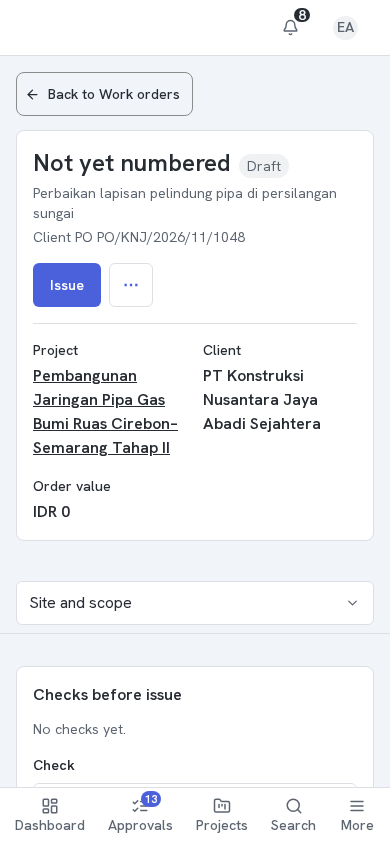 8
EA
Back to Work orders
Not yet numbered Draft
Perbaikan lapisan pelindung pipa di persilangan
sungai
Client PO PO/KNJ/2026/11/1048
Issue ...
Project
Pembangunan
Jaringan Pipa Gas
Bumi Ruas Cirebon–
Semarang Tahap II
Client
PT Konstruksi
Nusantara Jaya
Abadi Sejahtera
Order value
IDR 0
Site and scope
Checks before issue
No checks yet.
Check
13
Dashboard Approvals Projects Search More